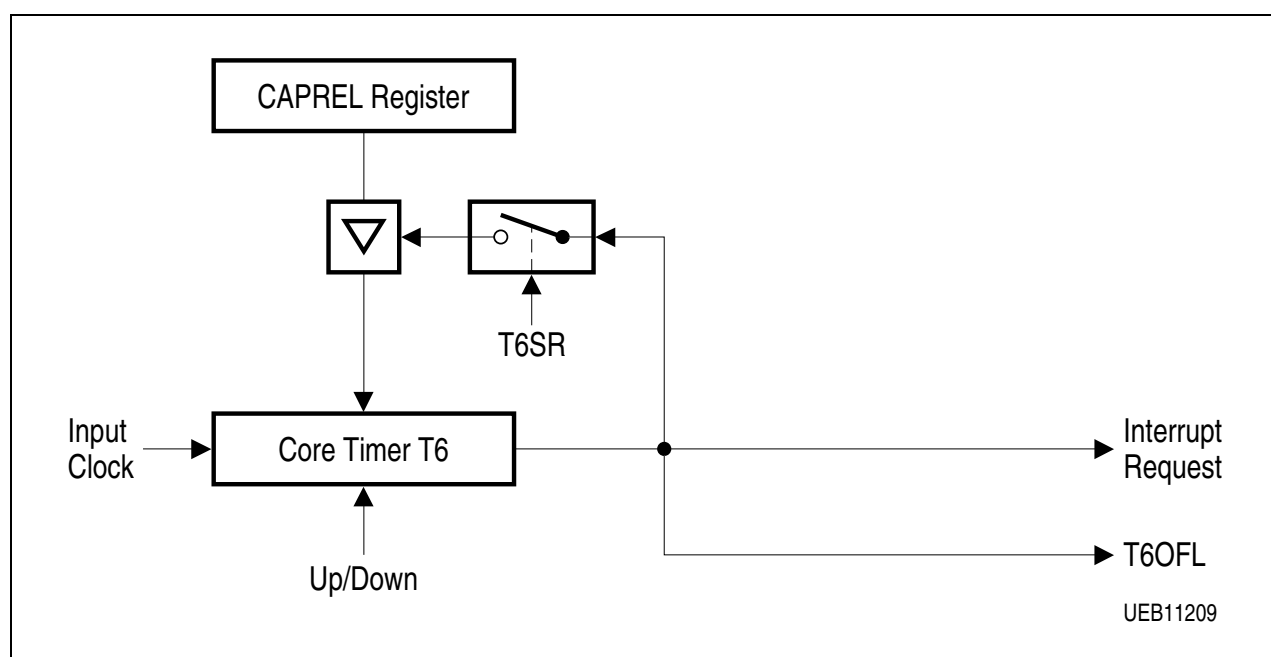 CAPREL Register
T6SR
Input
Clock
Core Timer T6
Interrupt
Request
Up/Down
T6OFL
UEB11209